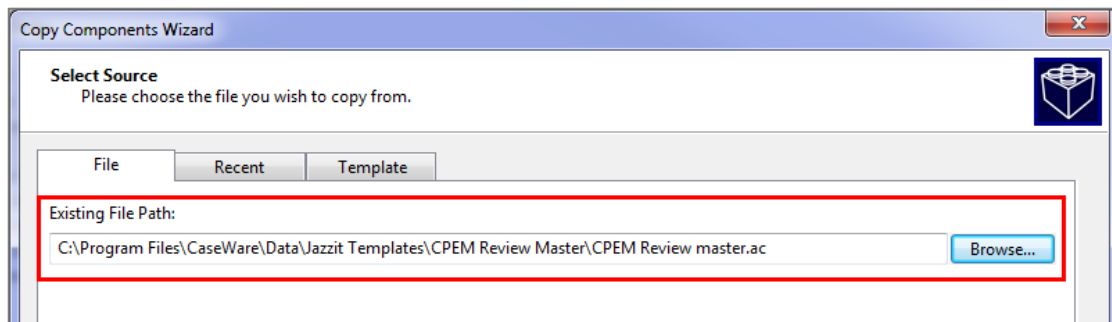 Copy Components Wizard
Select Source
Please choose the file you wish to copy from.
File Recent Template
Existing File Path:
C:\Program Files\CaseWare\Data\Jazzit Templates\CPEM Review Master\CPEM Review master.ac Browse...